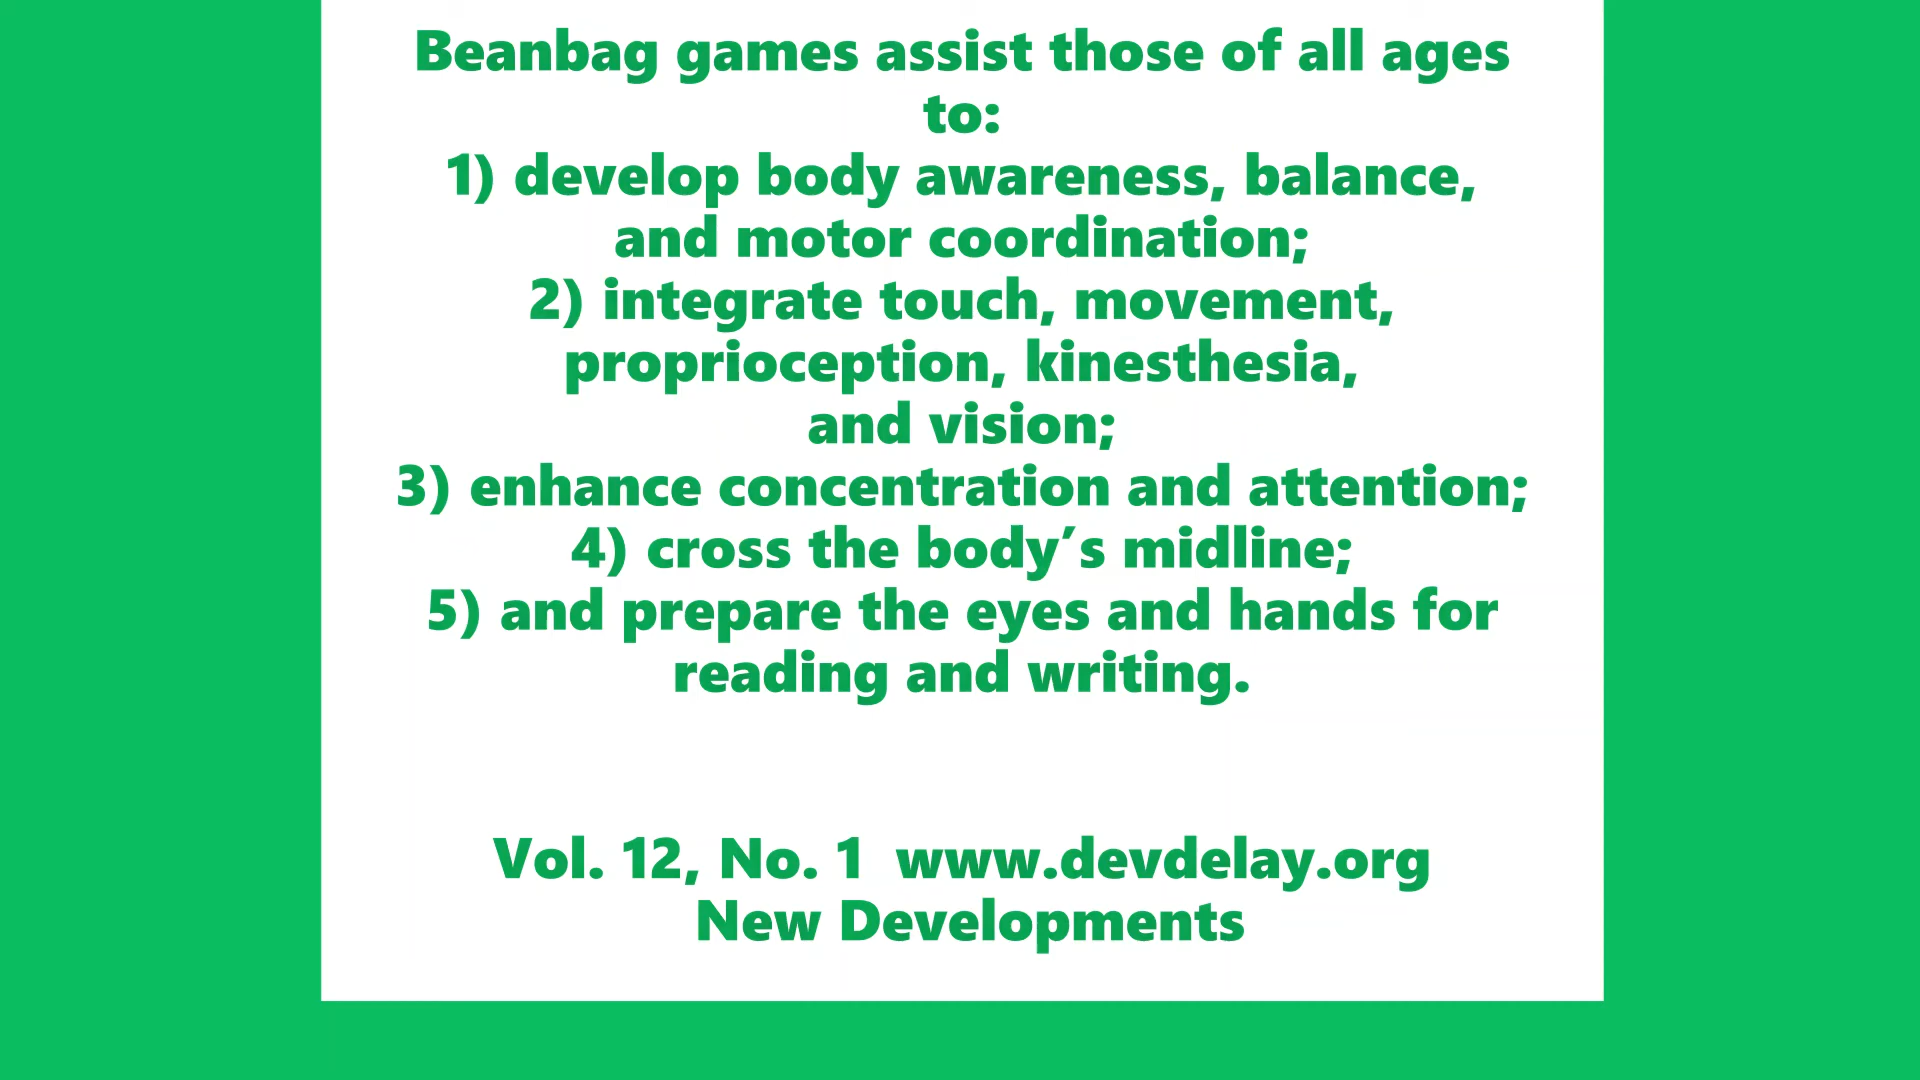 Beanbag games assist those of all ages
to:
1) develop body awareness, balance,
and motor coordination;
2) integrate touch, movement,
proprioception, kinesthesia,
and vision;
3) enhance concentration and attention;
4) cross the body’s midline;
5) and prepare the eyes and hands for
reading and writing.
Vol. 12, No. 1 www.devdelay.org
New Developments